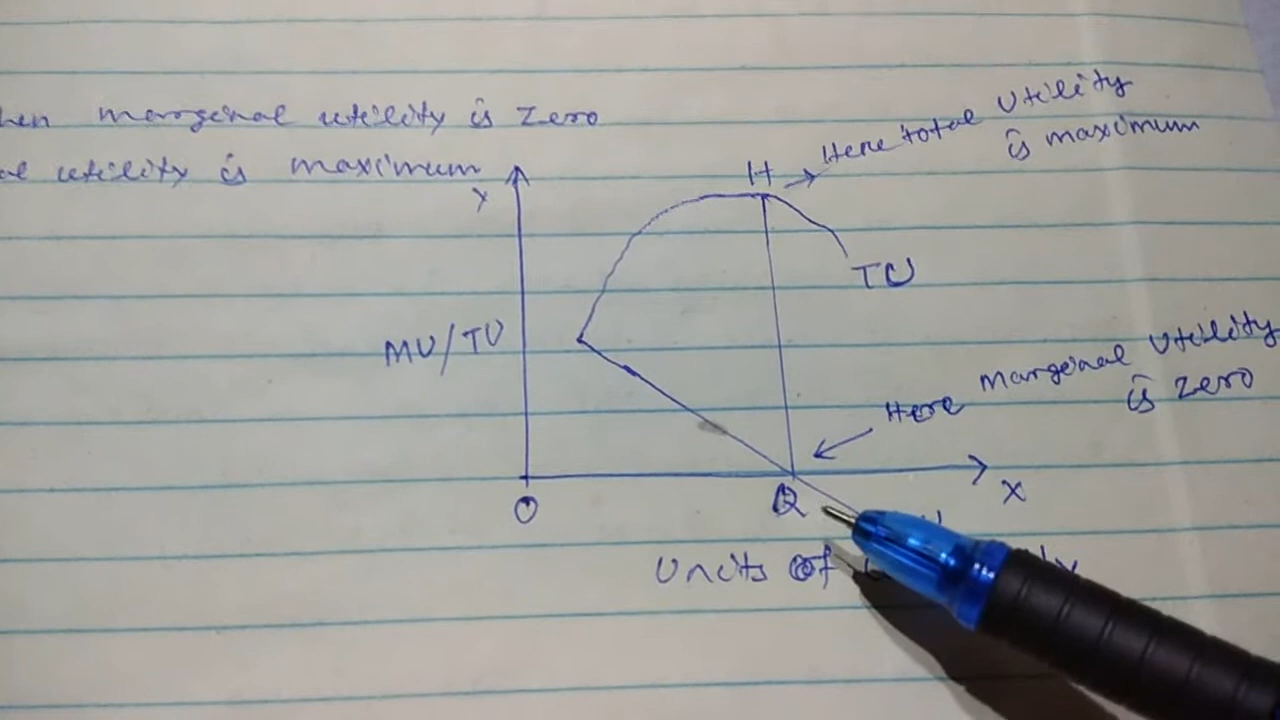 marginal utility is zero
utility is maximum
Y
H → Here total Utility
is maximum
TU
MU/TU
Here Marginal Utility
is zero
O
Q
X
Units of